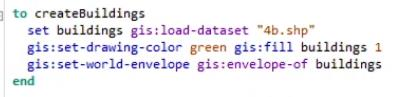 to createBuildings
set buildings gis:load-dataset "4b.shp"
gis:set-drawing-color green gis:fill buildings 1
gis:set-world-envelope gis:envelope-of buildings
end